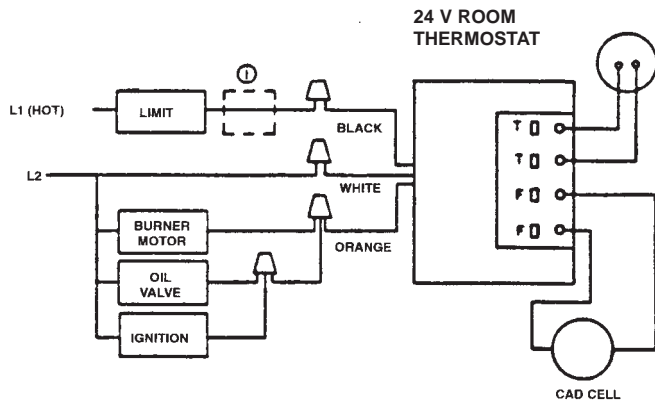 24 V ROOM
THERMOSTAT
1
L1 (HOT)
LIMIT
BLACK
T
L2
T
WHITE
F
BURNER
MOTOR
ORANGE
F
OIL
VALVE
IGNITION
CAD CELL